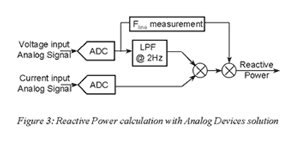 F line measurement
Voltage input
Analog Signal
ADC
LPF
@ 2Hz
Reactive
Power
Current input
Analog Signal
ADC
Figure 3: Reactive Power calculation with Analog Devices solution